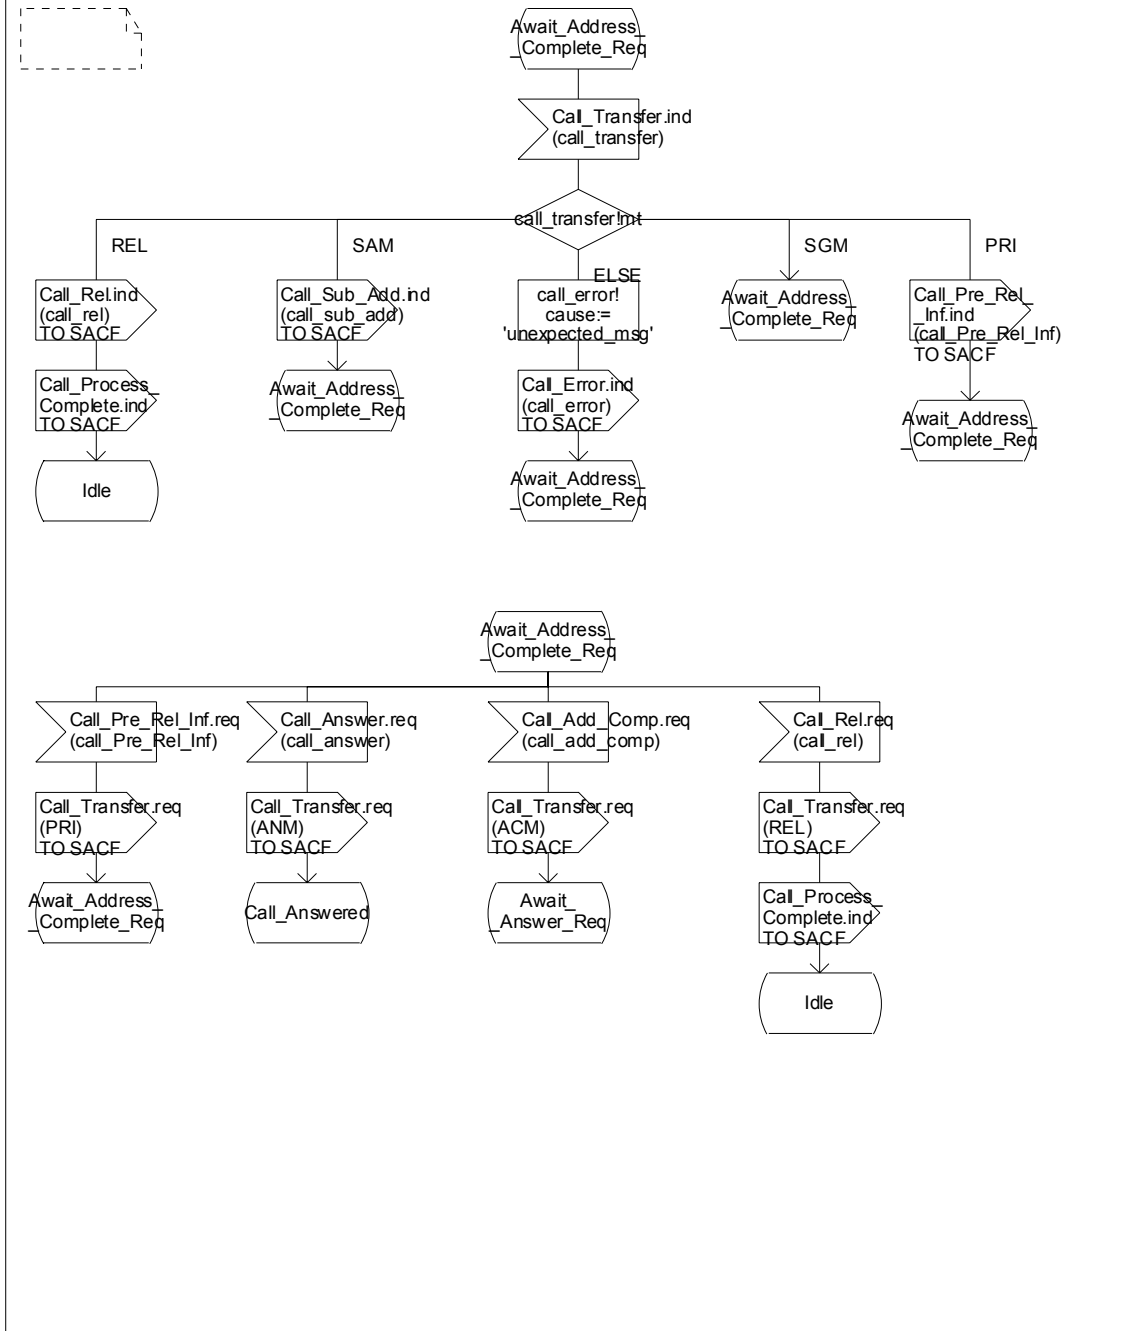 Await_Address_
_Complete_Req
Call_Transfer.ind
(call_transfer)
call_transfer!mt
REL
SAM
ELSE
SGM
PRI
Call_Rel.ind
(call_rel)
TO SACF
Call_Process_
Complete.ind
TO SACF
Idle
Call_Sub_Add.ind
(call_sub_add)
TO SACF
Await_Address_
_Complete_Req
call_error!
cause:=
'unexpected_msg'
Call_Error.ind
(call_error)
TO SACF
Await_Address_
_Complete_Req
Await_Address_
_Complete_Req
Call_Pre_Rel_
_Inf.ind
(call_Pre_Rel_Inf)
TO SACF
Await_Address_
_Complete_Req
Await_Address_
_Complete_Req
Call_Pre_Rel_Inf.req
(call_Pre_Rel_Inf)
Call_Transfer.req
(PRI)
TO SACF
Await_Address_
_Complete_Req
Call_Answer.req
(call_answer)
Call_Transfer.req
(ANM)
TO SACF
Call_Answered
Call_Add_Comp.req
(call_add_comp)
Call_Transfer.req
(ACM)
TO SACF
Await_
_Answer_Req
Call_Rel.req
(call_rel)
Call_Transfer.req
(REL)
TO SACF
Call_Process_
Complete.ind
TO SACF
Idle